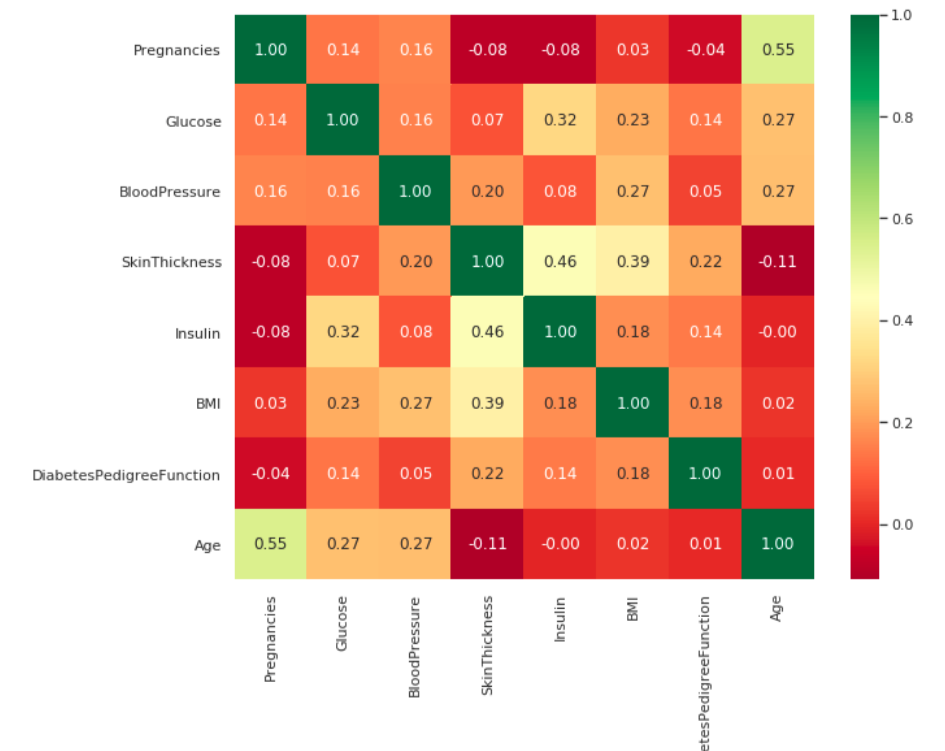 Pregnancies 1.00 0.14 0.16 -0.08 -0.08 0.03 -0.04 0.55
Glucose 0.14 1.00 0.16 0.07 0.32 0.23 0.14 0.27
BloodPressure 0.16 0.16 1.00 0.20 0.08 0.27 0.05 0.27
SkinThickness -0.08 0.07 0.20 1.00 0.46 0.39 0.22 -0.11
Insulin -0.08 0.32 0.08 0.46 1.00 0.18 0.14 -0.00
BMI 0.03 0.23 0.27 0.39 0.18 1.00 0.18 0.02
DiabetesPedigreeFunction -0.04 0.14 0.05 0.22 0.14 0.18 1.00 0.01
Age 0.55 0.27 0.27 -0.11 -0.00 0.02 0.01 1.00
Pregnancies
Glucose
BloodPressure
SkinThickness
Insulin
BMI
etesPedigreeFunction
Age
1.0
0.8
0.6
0.4
0.2
0.0